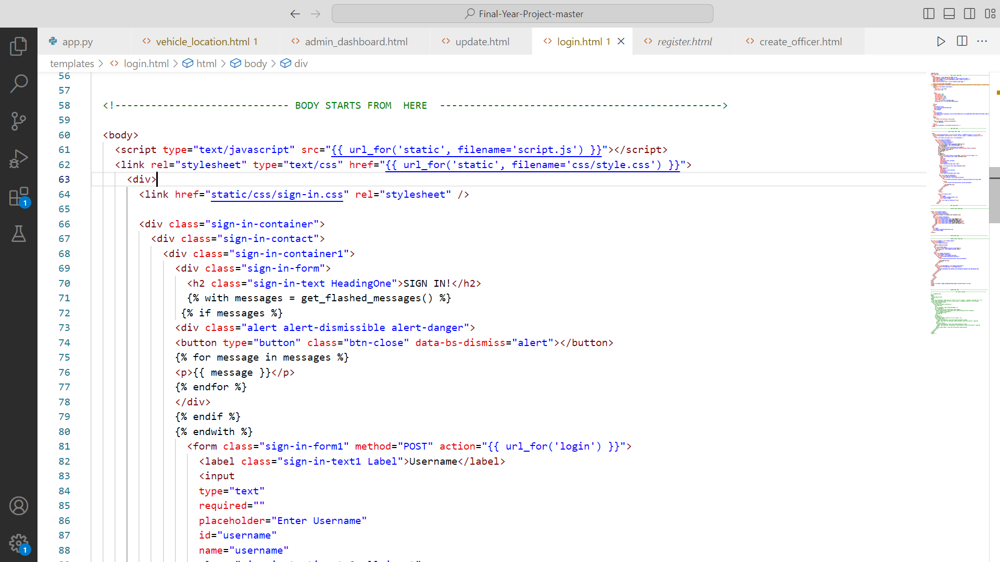 Final-Year-Project-master
app.py
vehicle_location.html 1
admin_dashboard.html
update.html
login.html 1
register.html
create_officer.html
templates > login.html > html > body > div
56
57
58 <!----------------------------- BODY STARTS FROM  HERE  ----------------------------------------------->
59
60 <body>
61 <script type="text/javascript" src="{{ url_for('static', filename='script.js') }}"></script>
62 <link rel="stylesheet" type="text/css" href="{{ url_for('static', filename='css/style.css') }}">
63 <div>
64 <link href="static/css/sign-in.css" rel="stylesheet" />
65
66 <div class="sign-in-container">
67 <div class="sign-in-contact">
68 <div class="sign-in-container1">
69 <div class="sign-in-form">
70 <h2 class="sign-in-text HeadingOne">SIGN IN!</h2>
71 {% with messages = get_flashed_messages() %}
72 {% if messages %}
73 <div class="alert alert-dismissible alert-danger">
74 <button type="button" class="btn-close" data-bs-dismiss="alert"></button>
75 {% for message in messages %}
76 <p>{{ message }}</p>
77 {% endfor %}
78 </div>
79 {% endif %}
80 {% endwith %}
81 <form class="sign-in-form1" method="POST" action="{{ url_for('login') }}">
82 <label class="sign-in-text1 Label">Username</label>
83 <input
84 type="text"
85 required=""
86 placeholder="Enter Username"
87 id="username"
88 name="username"
1
1